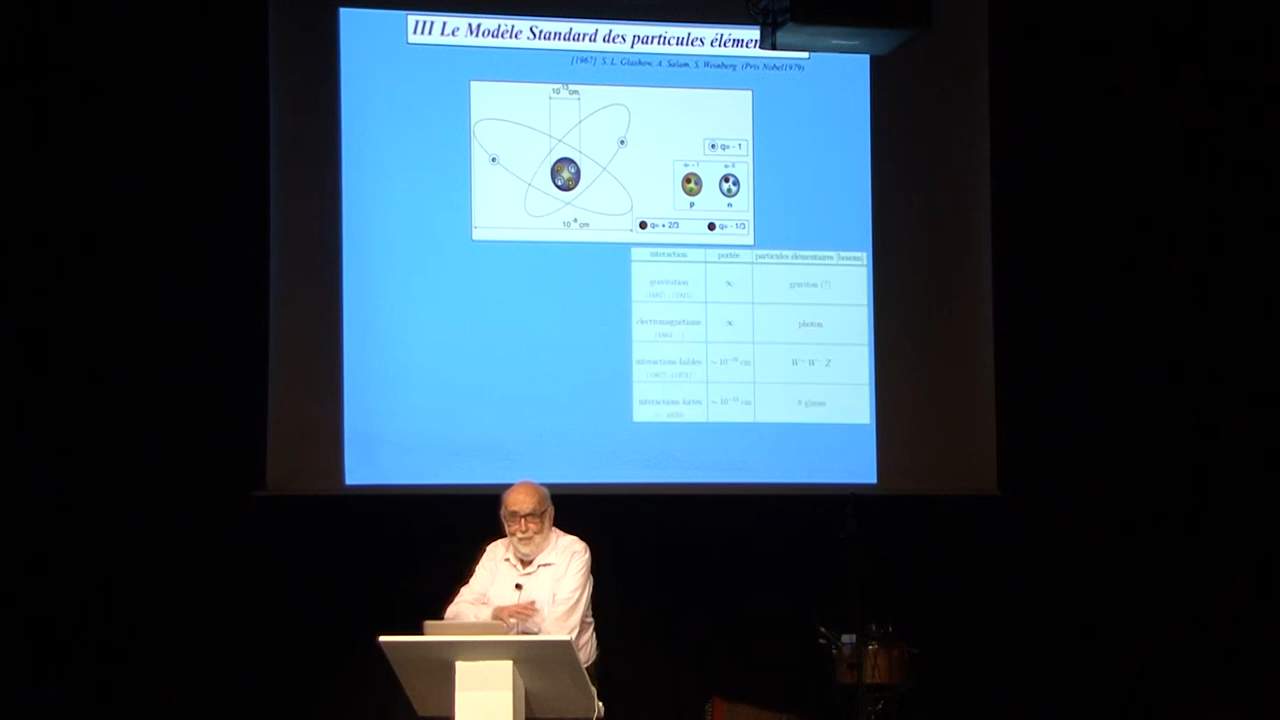 III Le Modèle Standard des particules élémen
[1967] S. L. Glashow, A. Salam, S. Weinberg (Prix Nobel 1979)
10⁻¹³ cm
e
e
e q= - 1
p
n
10⁻⁸ cm
q= + 2/3
q= - 1/3
interaction portée particules élémentaires [bosons]
gravitation ∞ graviton (?)
électromagnétisme ∞ photon
interactions faibles cm W⁺ W⁻ Z
interactions fortes cm 8 gluons